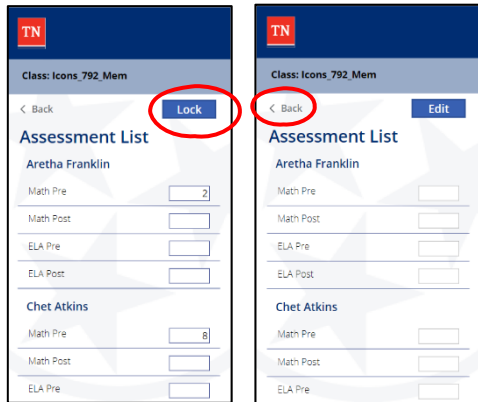 TN
Class: Icons_792_Mem
< Back Lock
Assessment List
Aretha Franklin
Math Pre 2
Math Post
ELA Pre
ELA Post
Chet Atkins
Math Pre 8
Math Post
ELA Pre
TN
Class: Icons_792_Mem
< Back Edit
Assessment List
Aretha Franklin
Math Pre
Math Post
ELA Pre
ELA Post
Chet Atkins
Math Pre
Math Post
ELA Pre